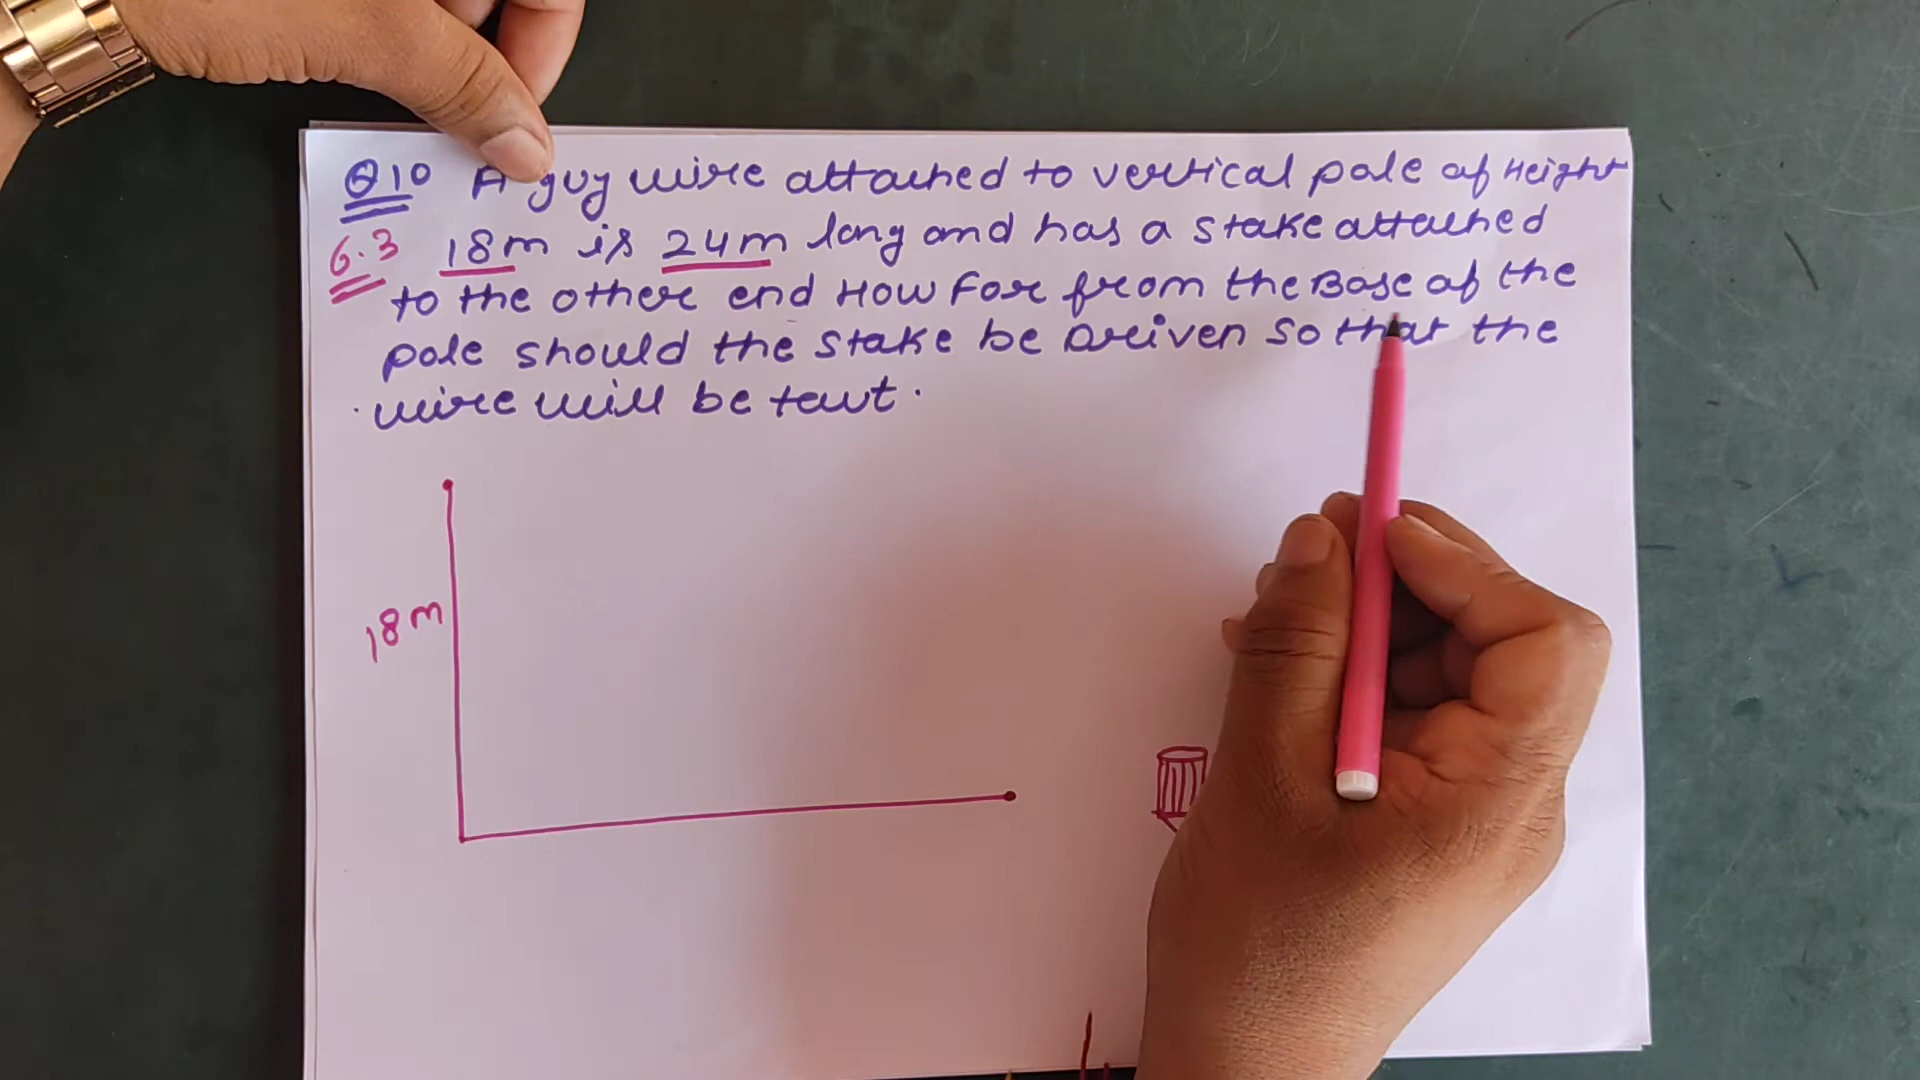 Q10 A guy wire attached to vertical pole of Height
6.3 18m is 24m long and has a stake attached
to the other end How Far from the Base of the
pole should the stake be Driven so that the
wire will be taut.
18m